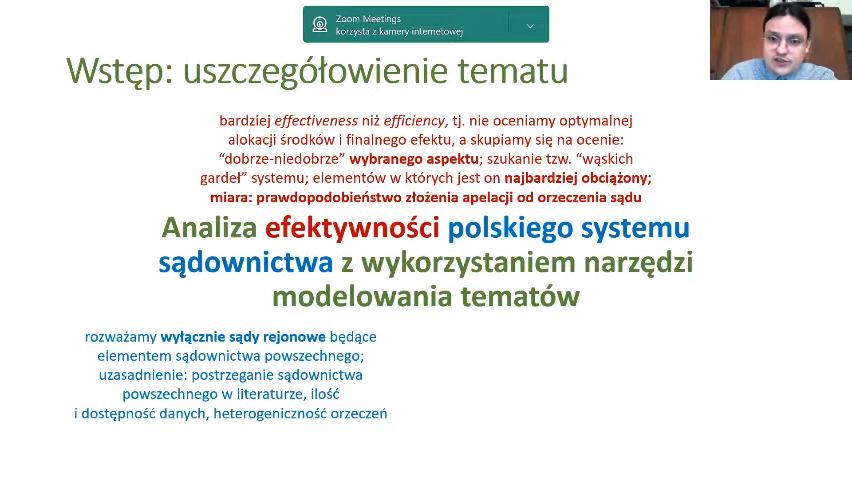 Zoom Meetings
korzysta z kamery internetowej
Wstęp: uszczegółowienie tematu
bardziej effectiveness niż efficiency, tj. nie oceniamy optymalnej
alokacji środków i finalnego efektu, a skupiamy się na ocenie:
“dobrze-niedobrze” wybranego aspektu; szukanie tzw. “wąskich
gardeł” systemu; elementów w których jest on najbardziej obciążony;
miara: prawdopodobieństwo złożenia apelacji od orzeczenia sądu
Analiza efektywności polskiego systemu
sądownictwa z wykorzystaniem narzędzi
modelowania tematów
rozważamy wyłącznie sądy rejonowe będące
elementem sądownictwa powszechnego;
uzasadnienie: postrzeganie sądownictwa
powszechnego w literaturze, ilość
i dostępność danych, heterogeniczność orzeczeń